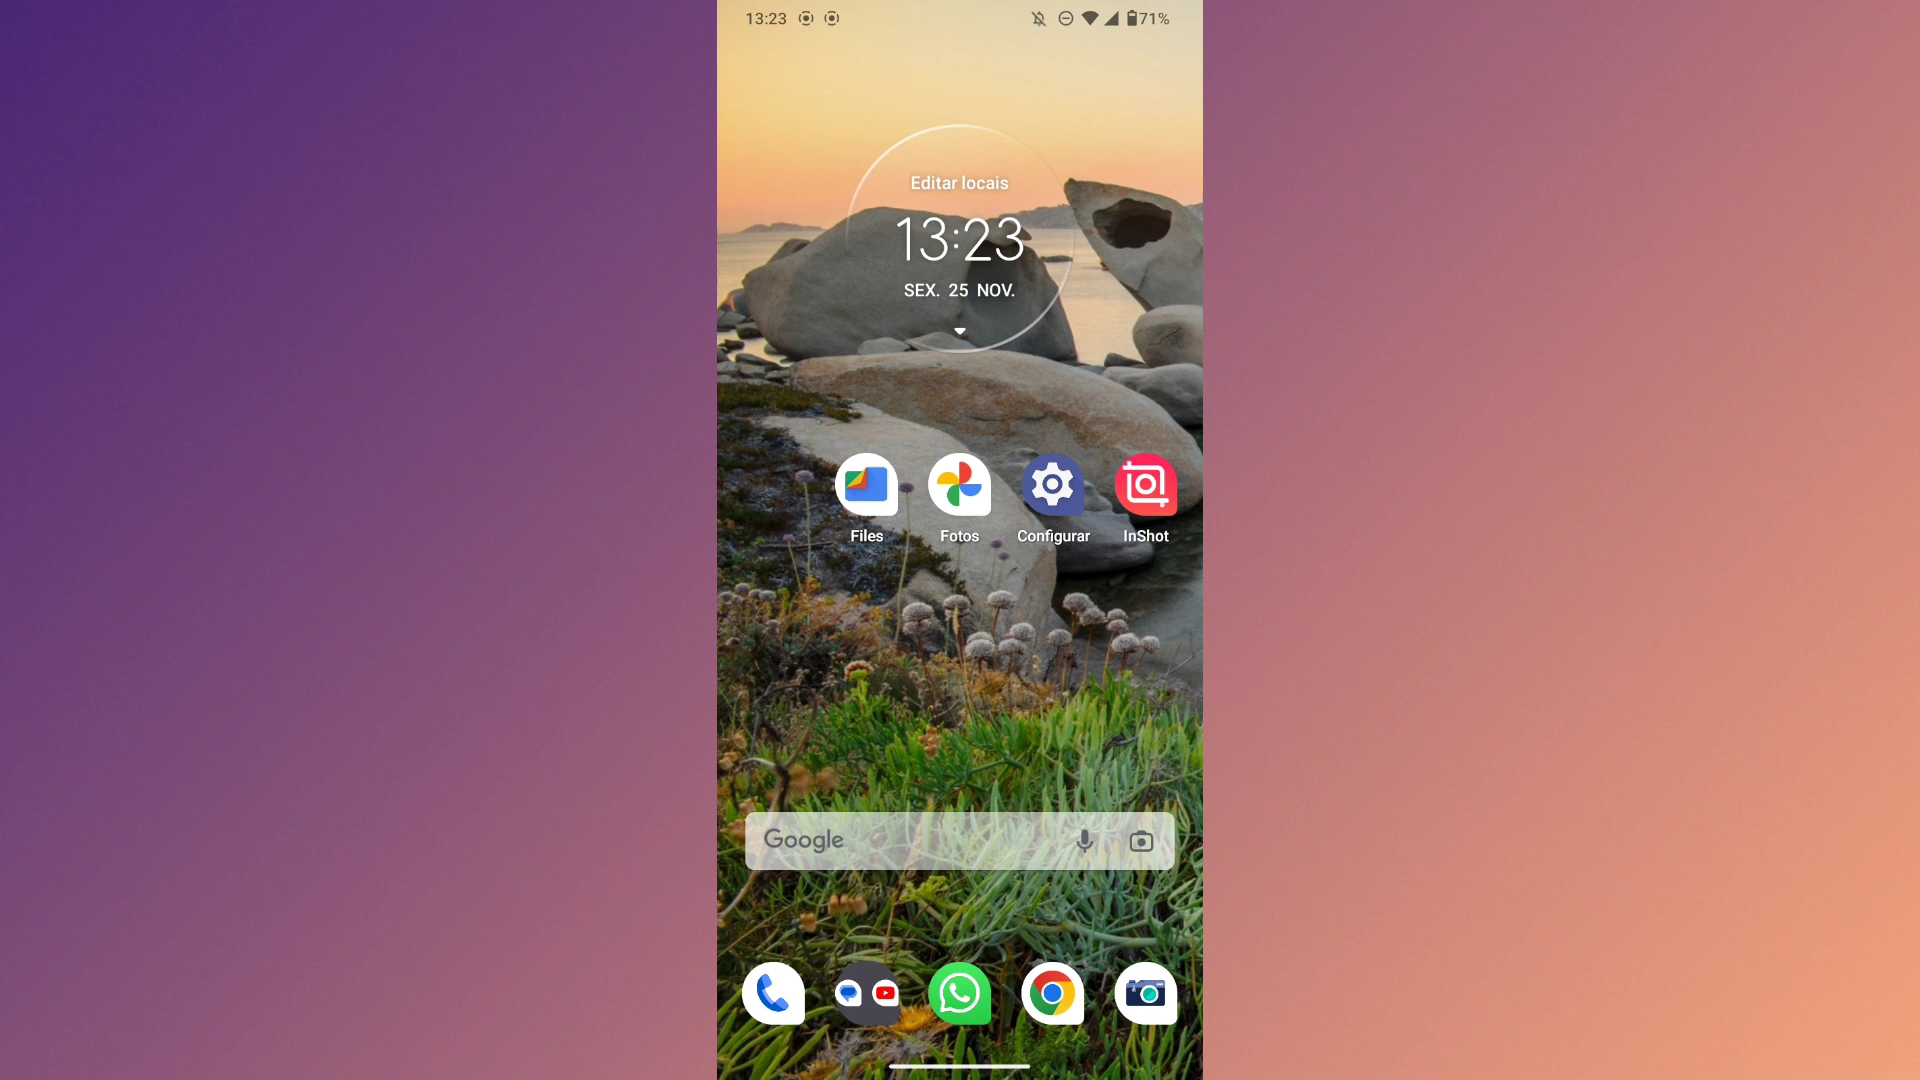 13:23 71%
Editar locais
13:23
SEX. 25 NOV.
Files Fotos Configurar InShot
Google